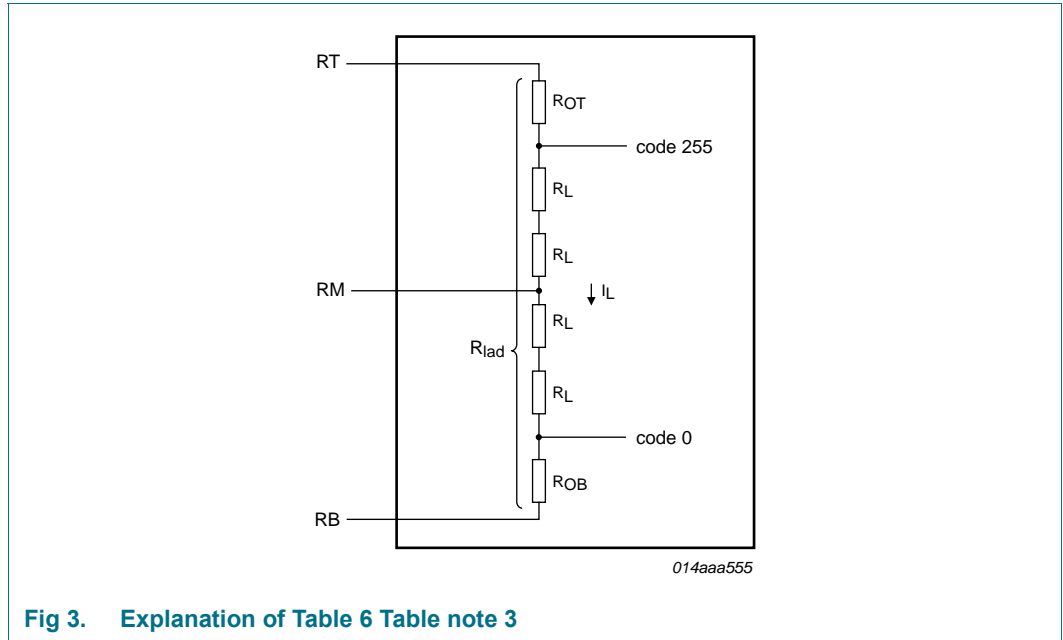 RT
ROT
code 255
RL
RL
RM
IL
RL
Rlad
RL
code 0
ROB
RB
014aaa555
Fig 3. Explanation of Table 6 Table note 3